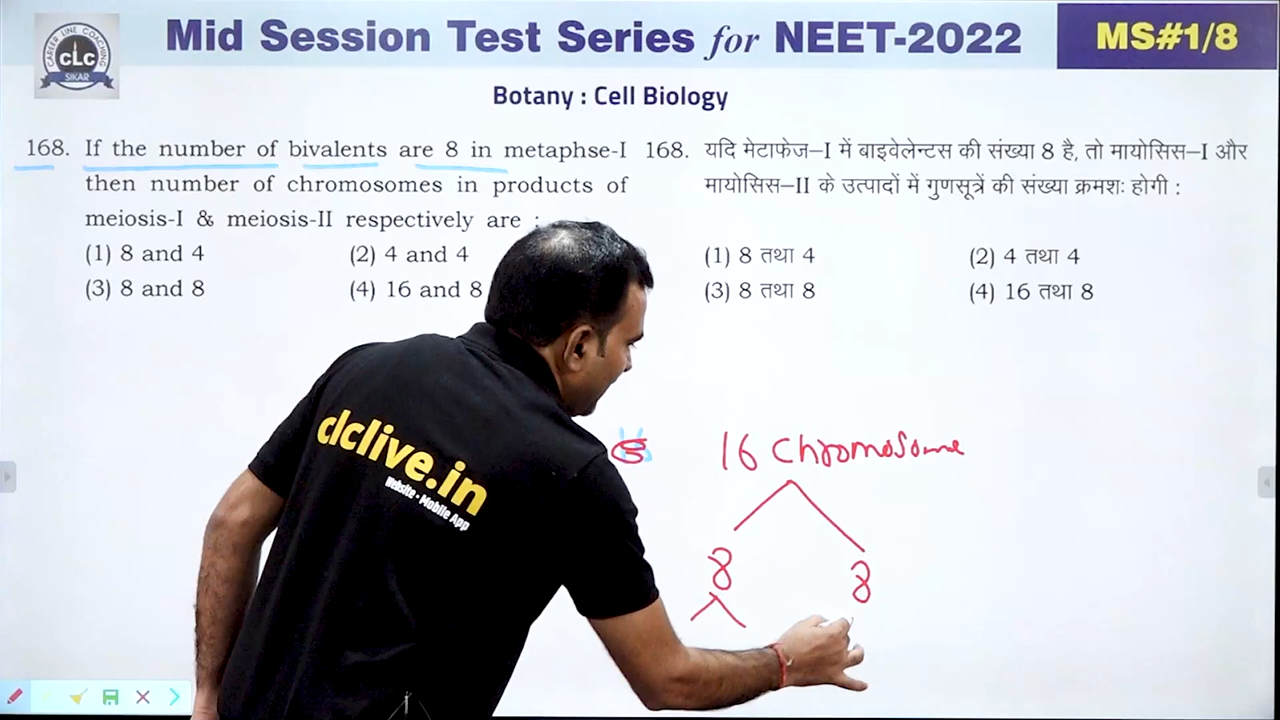 CAREER LINE COACHING
CLC
SIKAR
Mid Session Test Series for NEET-2022
MS#1/8
Botany : Cell Biology
168. If the number of bivalents are 8 in metaphse-I
then number of chromosomes in products of
meiosis-I & meiosis-II respectively are :
(1) 8 and 4 (2) 4 and 4
(3) 8 and 8 (4) 16 and 8
168. यदि मेटाफेज–I में बाइवेलेन्टस की संख्या 8 है, तो मायोसिस–I और
मायोसिस–II के उत्पादों में गुणसूत्रें की संख्या क्रमशः होगी :
(1) 8 तथा 4 (2) 4 तथा 4
(3) 8 तथा 8 (4) 16 तथा 8
16 Chromosome
8 8
clclive.in
Website - Mobile App